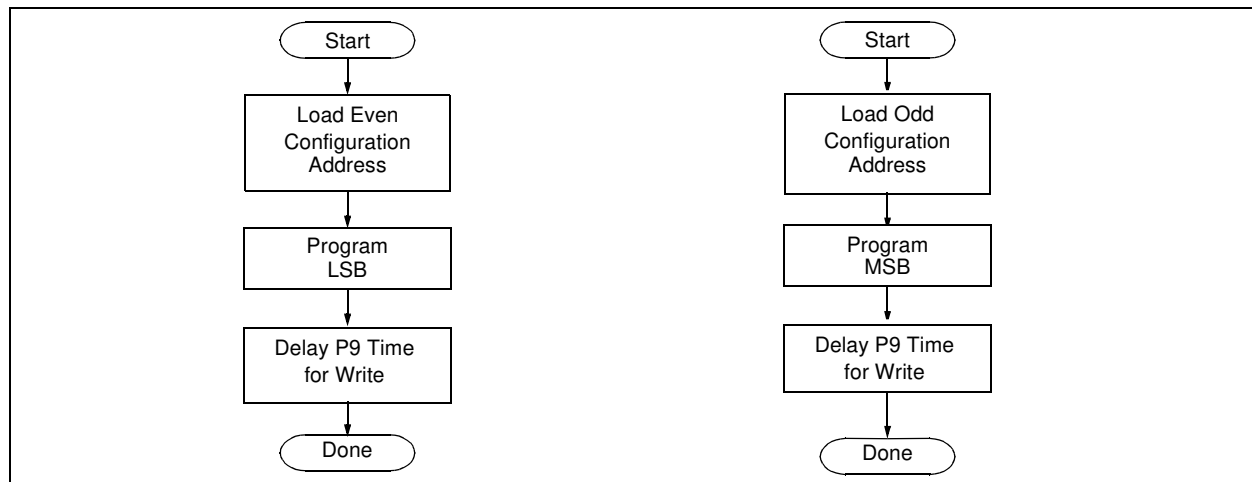 Start
Load Even
Configuration
Address
Program
LSB
Delay P9 Time
for Write
Done
Start
Load Odd
Configuration
Address
Program
MSB
Delay P9 Time
for Write
Done